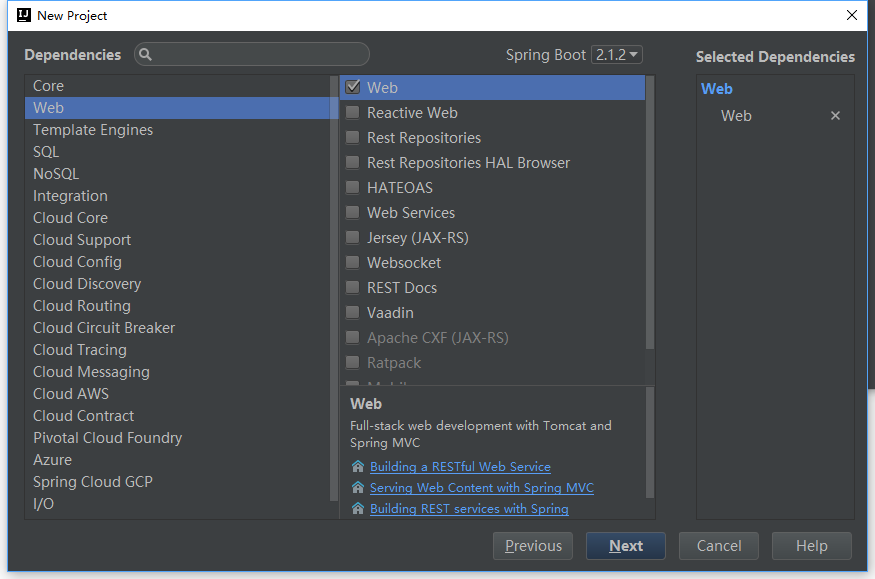 New Project
Dependencies
Spring Boot 2.1.2
Selected Dependencies
Core
Web
Template Engines
SQL
NoSQL
Integration
Cloud Core
Cloud Support
Cloud Config
Cloud Discovery
Cloud Routing
Cloud Circuit Breaker
Cloud Tracing
Cloud Messaging
Cloud AWS
Cloud Contract
Pivotal Cloud Foundry
Azure
Spring Cloud GCP
I/O
Web
Reactive Web
Rest Repositories
Rest Repositories HAL Browser
HATEOAS
Web Services
Jersey (JAX-RS)
Websocket
REST Docs
Vaadin
Apache CXF (JAX-RS)
Ratpack
Web
Full-stack web development with Tomcat and
Spring MVC
Building a RESTful Web Service
Serving Web Content with Spring MVC
Building REST services with Spring
Web
Web
Previous
Next
Cancel
Help